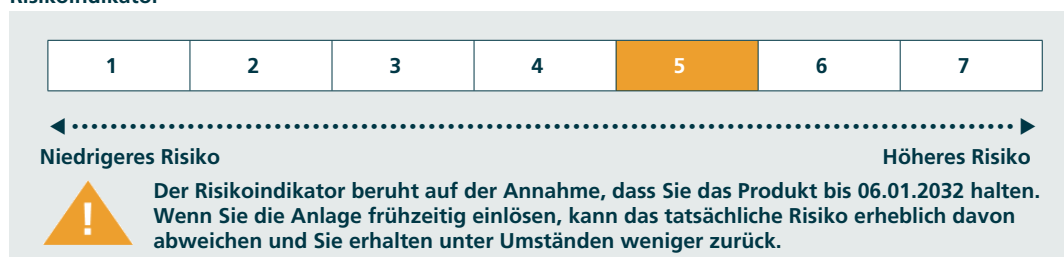 Risikoindikator
1 2 3 4 5 6 7
Niedrigeres Risiko Höheres Risiko
! Der Risikoindikator beruht auf der Annahme, dass Sie das Produkt bis 06.01.2032 halten.
Wenn Sie die Anlage frühzeitig einlösen, kann das tatsächliche Risiko erheblich davon
abweichen und Sie erhalten unter Umständen weniger zurück.